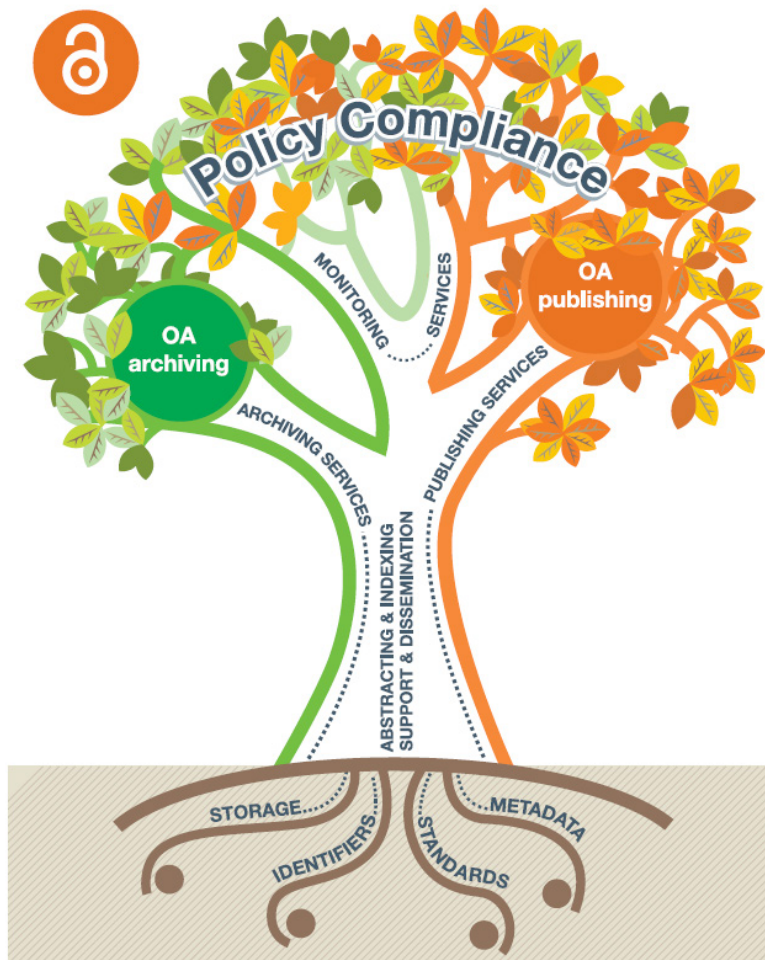 Policy Compliance
MONITORING
SERVICES
OA
publishing
OA
archiving
ARCHIVING SERVICES
PUBLISHING SERVICES
ABSTRACTING & INDEXING
SUPPORT & DISSEMINATION
STORAGE
IDENTIFIERS
STANDARDS
METADATA